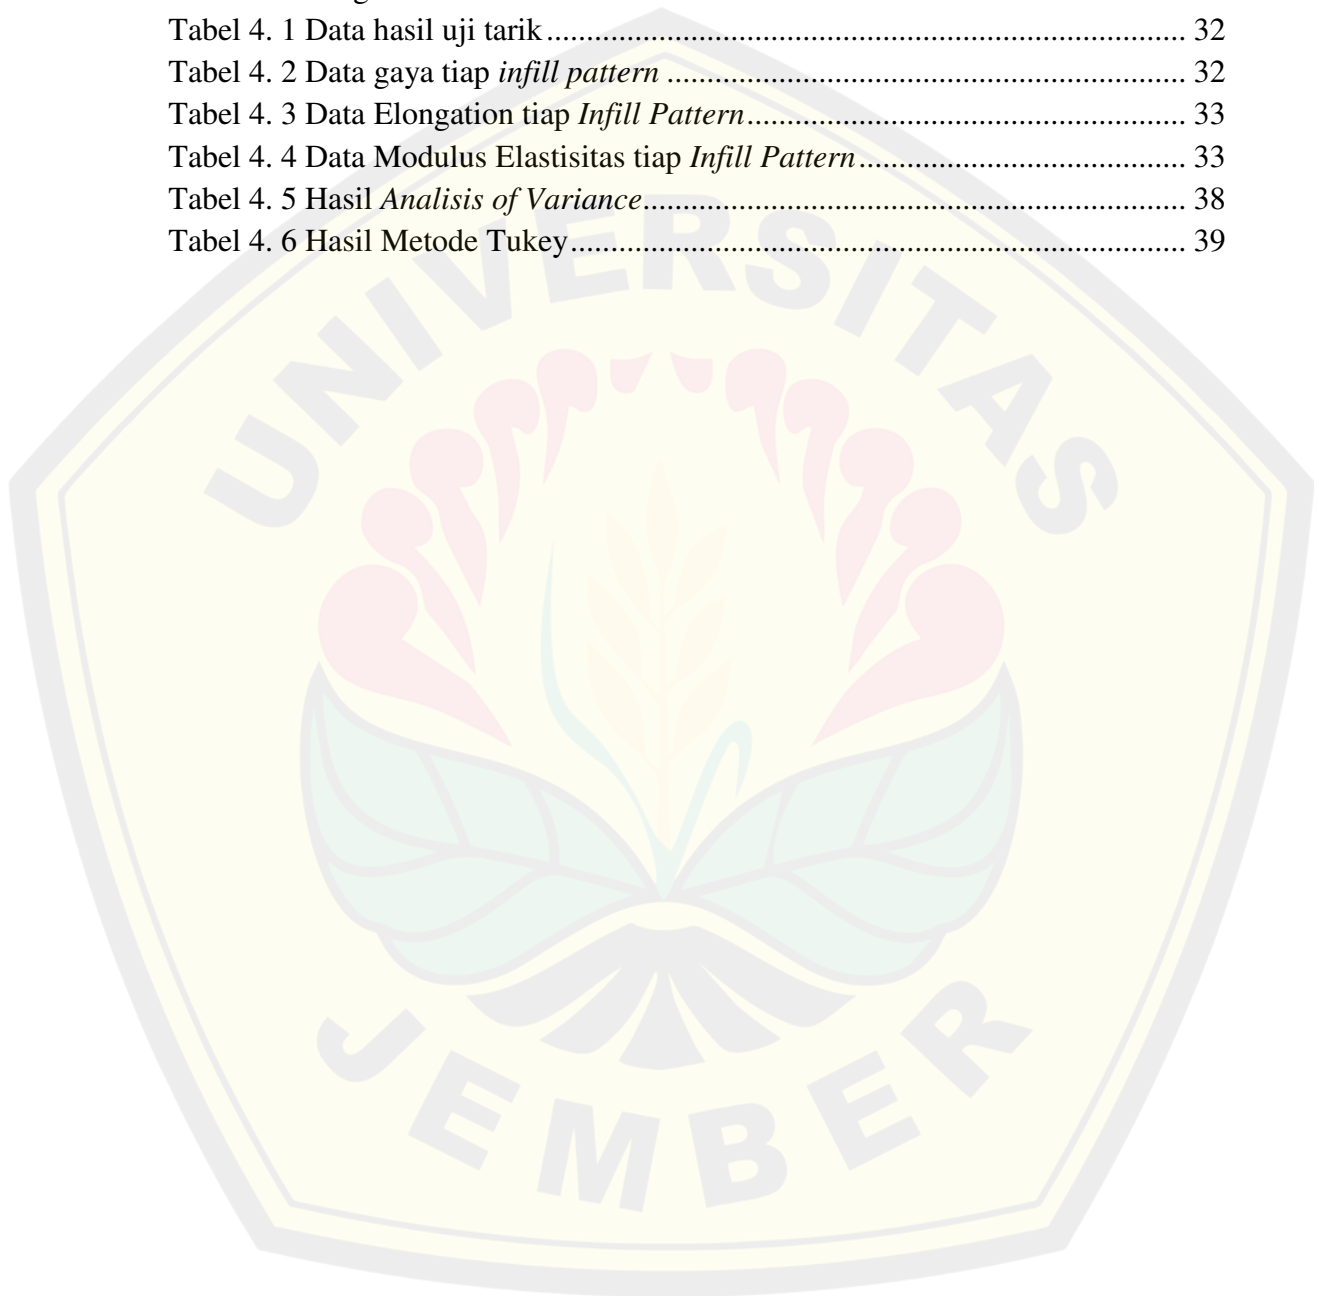 Tabel 4. 1 Data hasil uji tarik................................................................................ 32
Tabel 4. 2 Data gaya tiap infill pattern ................................................................. 32
Tabel 4. 3 Data Elongation tiap Infill Pattern....................................................... 33
Tabel 4. 4 Data Modulus Elastisitas tiap Infill Pattern......................................... 33
Tabel 4. 5 Hasil Analisis of Variance.................................................................... 38
Tabel 4. 6 Hasil Metode Tukey............................................................................. 39
UNIVERSITAS
JEMBER